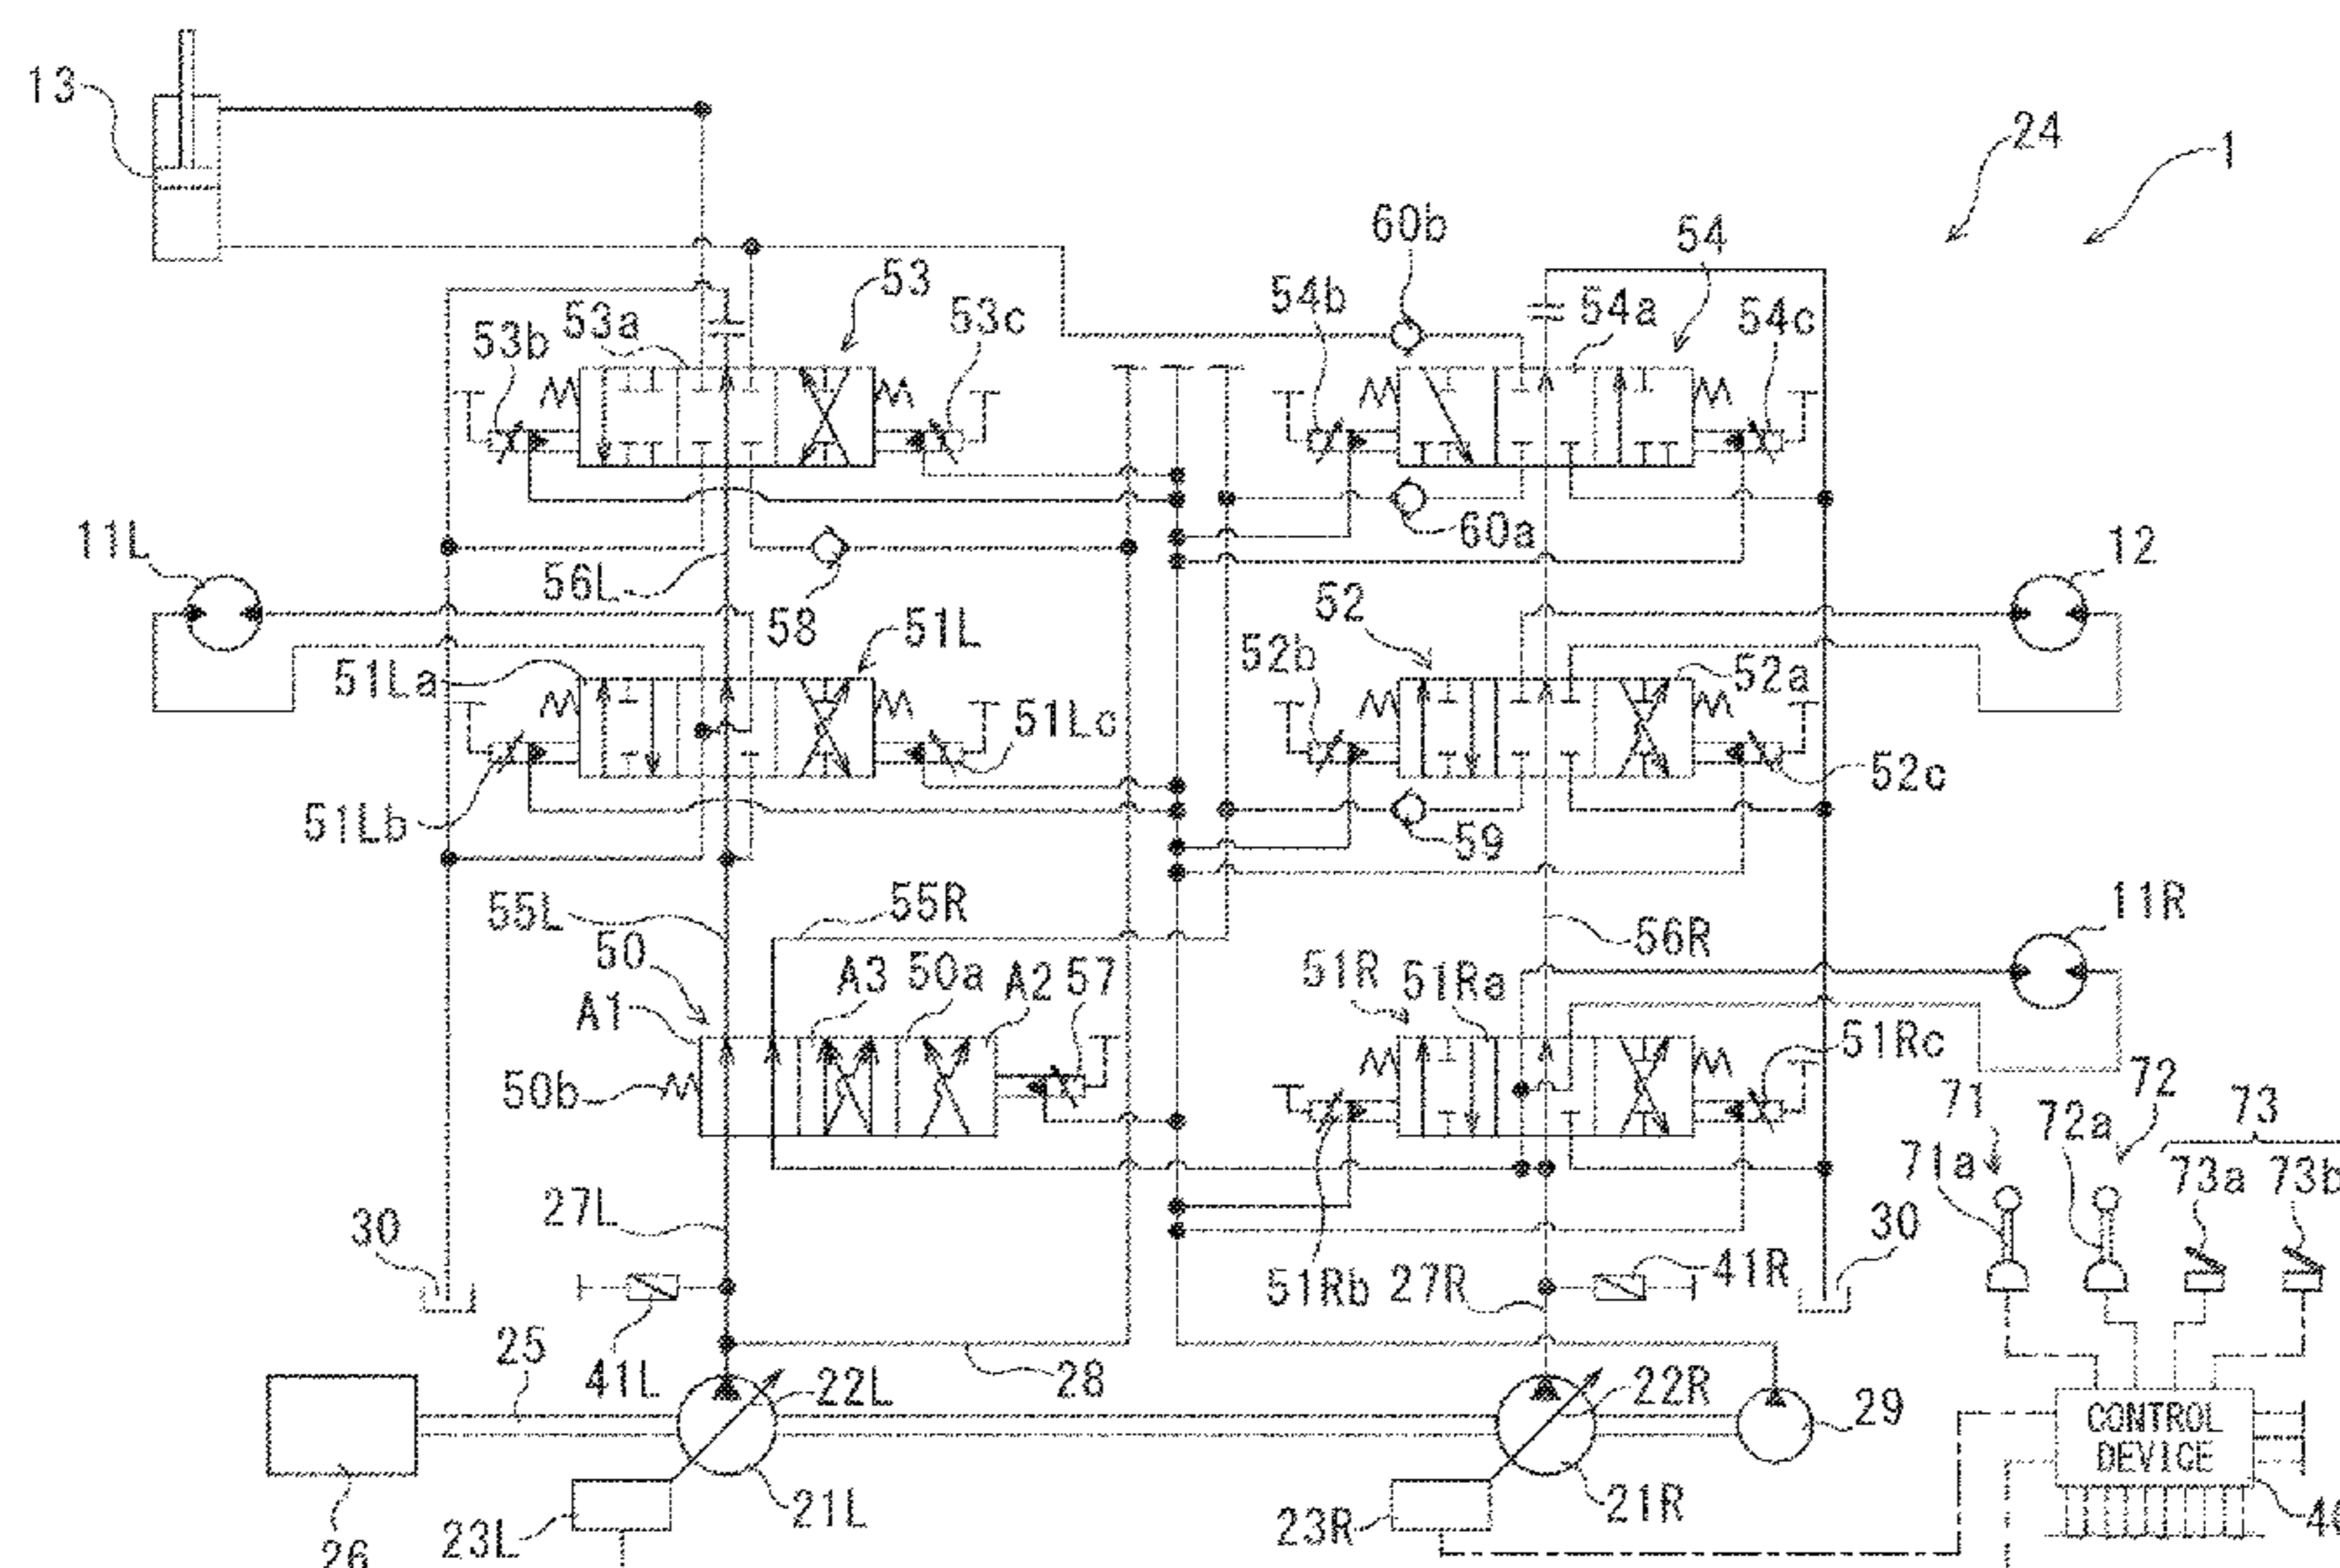 13
24
1
60b
54
53
54b
54a
54c
53b
53a
53c
11L
56L
58
60a
12
52
51L
52b
52a
51La
51Lc
52c
51Lb
59
55L
55R
11R
50
A3
50a
A2
57
51R
51Ra
56R
A1
50b
51Rc
71
72
73
71a
72a
73a
73b
27L
30
51Rb
27R
41R
30
25
41L
22L
28
22R
29
CONTROL
DEVICE
23L
21L
23R
21R
26